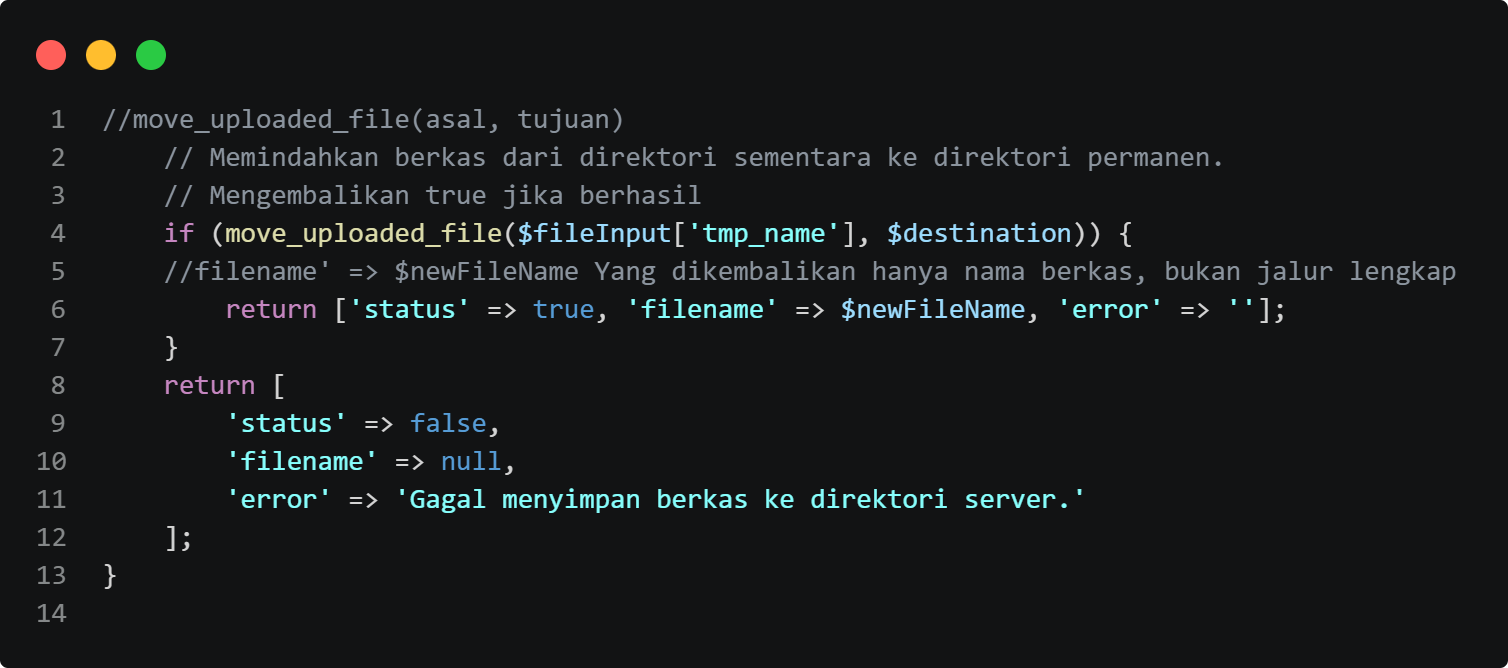 1 //move_uploaded_file(asal, tujuan)
2     // Memindahkan berkas dari direktori sementara ke direktori permanen.
3     // Mengembalikan true jika berhasil
4     if (move_uploaded_file($fileInput['tmp_name'], $destination)) {
5     //filename' => $newFileName Yang dikembalikan hanya nama berkas, bukan jalur lengkap
6         return ['status' => true, 'filename' => $newFileName, 'error' => ''];
7     }
8     return [
9         'status' => false,
10         'filename' => null,
11         'error' => 'Gagal menyimpan berkas ke direktori server.'
12     ];
13 }
14